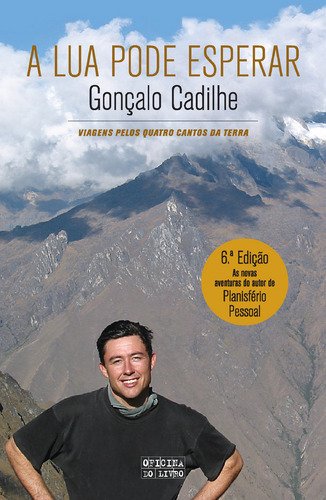 A LUA PODE ESPERAR
Gonçalo Cadilhe
VIAGENS PELOS QUATRO CANTOS DA TERRA
6.ª Edição
As novas
aventuras do autor de
Planisfério
Pessoal
OFICINA
DO LIVRO